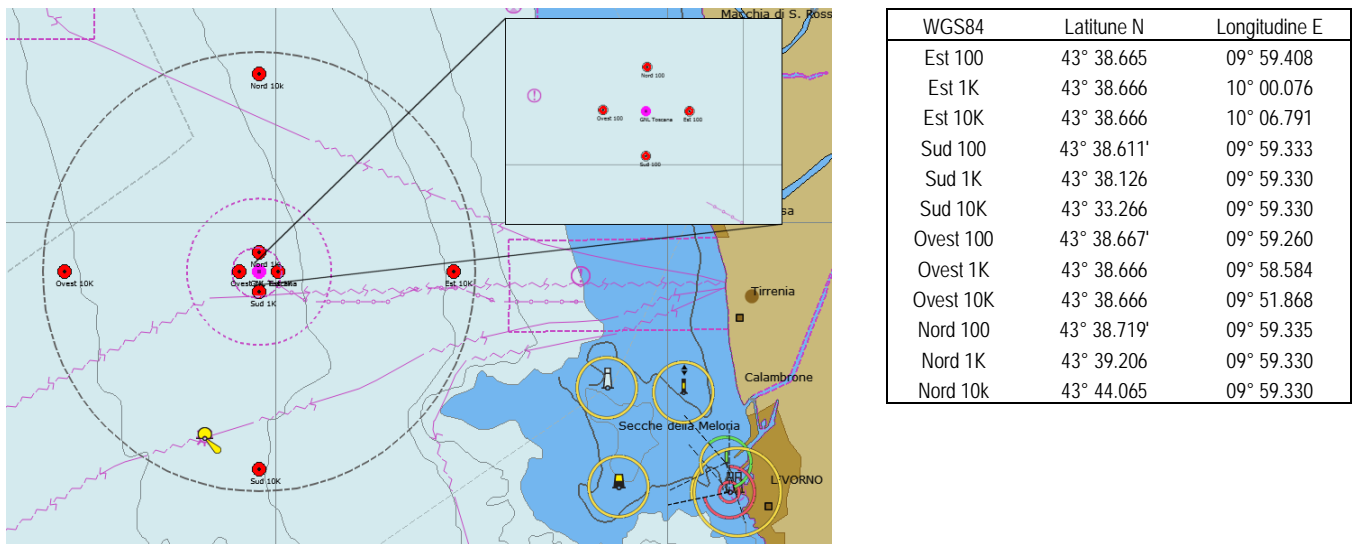 Macchia di S. Ross
Nord 10k
Nord 100
Ovest 100
GNL Toscana
Est 100
Sud 100
Nord 1K
Ovest 10K
Sud 1K
Est 10K
Tirrenia
Calambrone
Secche della Meloria
LIVORNO
Sud 10K
WGS84 Latitune N Longitudine E
Est 100 43° 38.665 09° 59.408
Est 1K 43° 38.666 10° 00.076
Est 10K 43° 38.666 10° 06.791
Sud 100 43° 38.611' 09° 59.333
Sud 1K 43° 38.126 09° 59.330
Sud 10K 43° 33.266 09° 59.330
Ovest 100 43° 38.667' 09° 59.260
Ovest 1K 43° 38.666 09° 58.584
Ovest 10K 43° 38.666 09° 51.868
Nord 100 43° 38.719' 09° 59.335
Nord 1K 43° 39.206 09° 59.330
Nord 10k 43° 44.065 09° 59.330